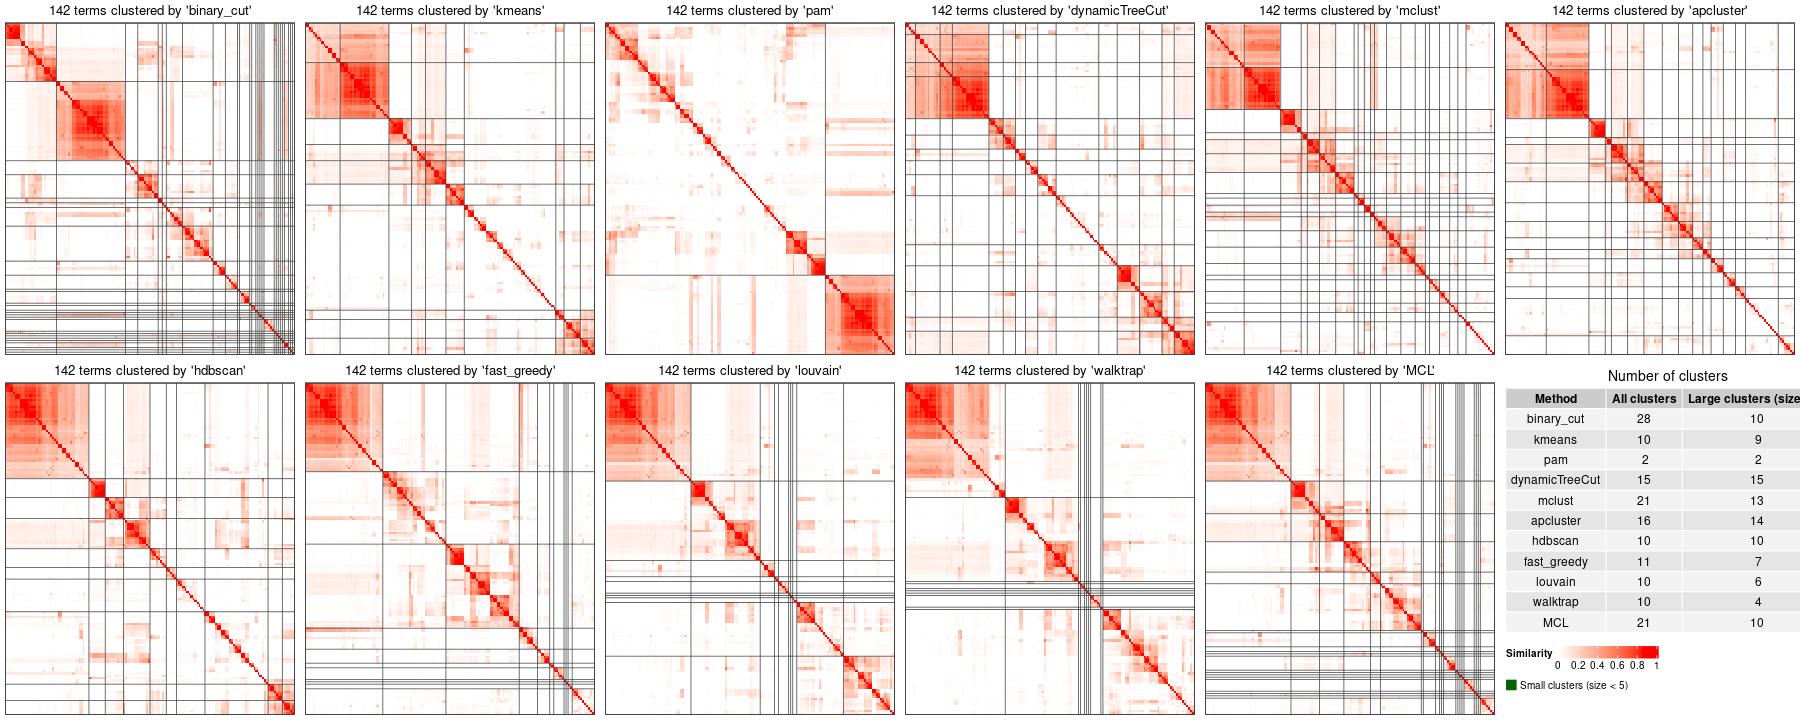 142 terms clustered by 'binary_cut'
142 terms clustered by 'kmeans'
142 terms clustered by 'pam'
142 terms clustered by 'dynamicTreeCut'
142 terms clustered by 'mclust'
142 terms clustered by 'apcluster'
142 terms clustered by 'hdbscan'
142 terms clustered by 'fast_greedy'
142 terms clustered by 'louvain'
142 terms clustered by 'walktrap'
142 terms clustered by 'MCL'
Number of clusters
Method All clusters Large clusters (size
binary_cut 28 10
kmeans 10 9
pam 2 2
dynamicTreeCut 15 15
mclust 21 13
apcluster 16 14
hdbscan 10 10
fast_greedy 11 7
louvain 10 6
walktrap 10 4
MCL 21 10
Similarity
0 0.2 0.4 0.6 0.8 1
Small clusters (size < 5)